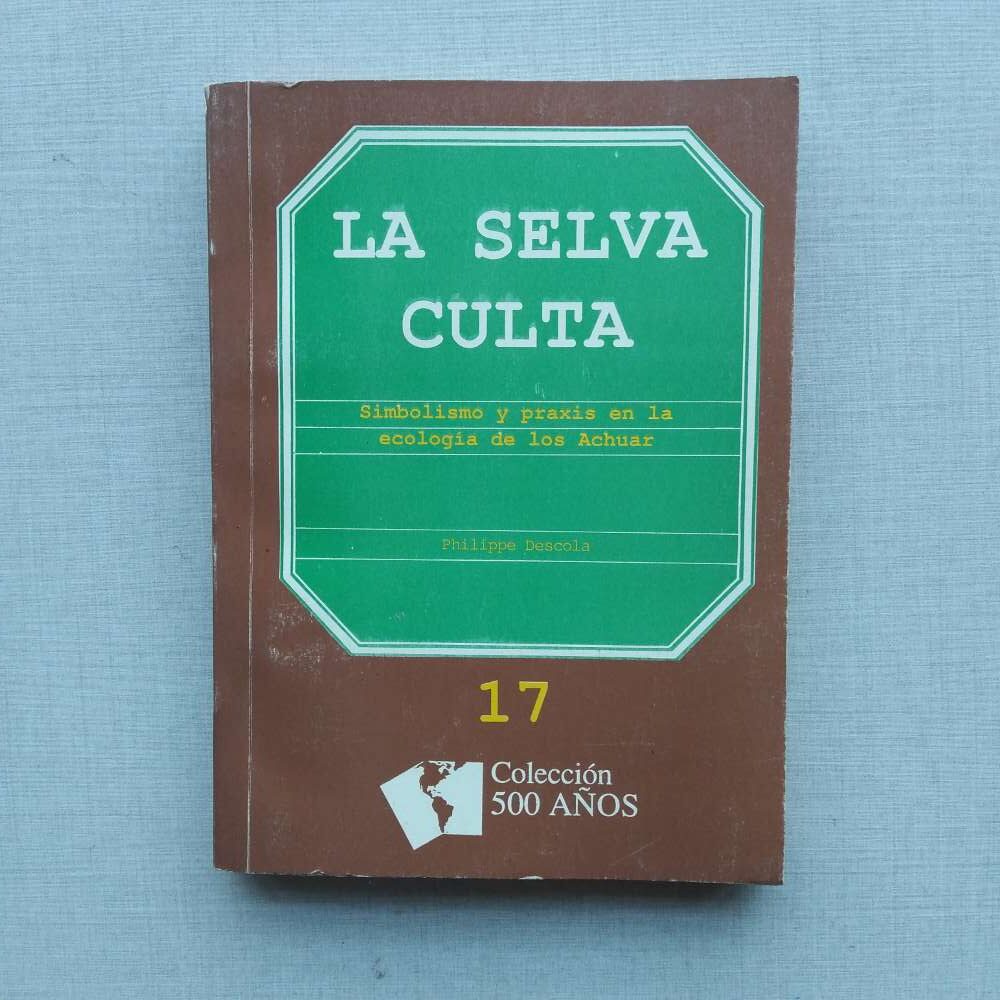 LA SELVA
CULTA
Simbolismo y praxis en la
ecología de los Achuar
Philippe Descola
17
Colección
500 AÑOS